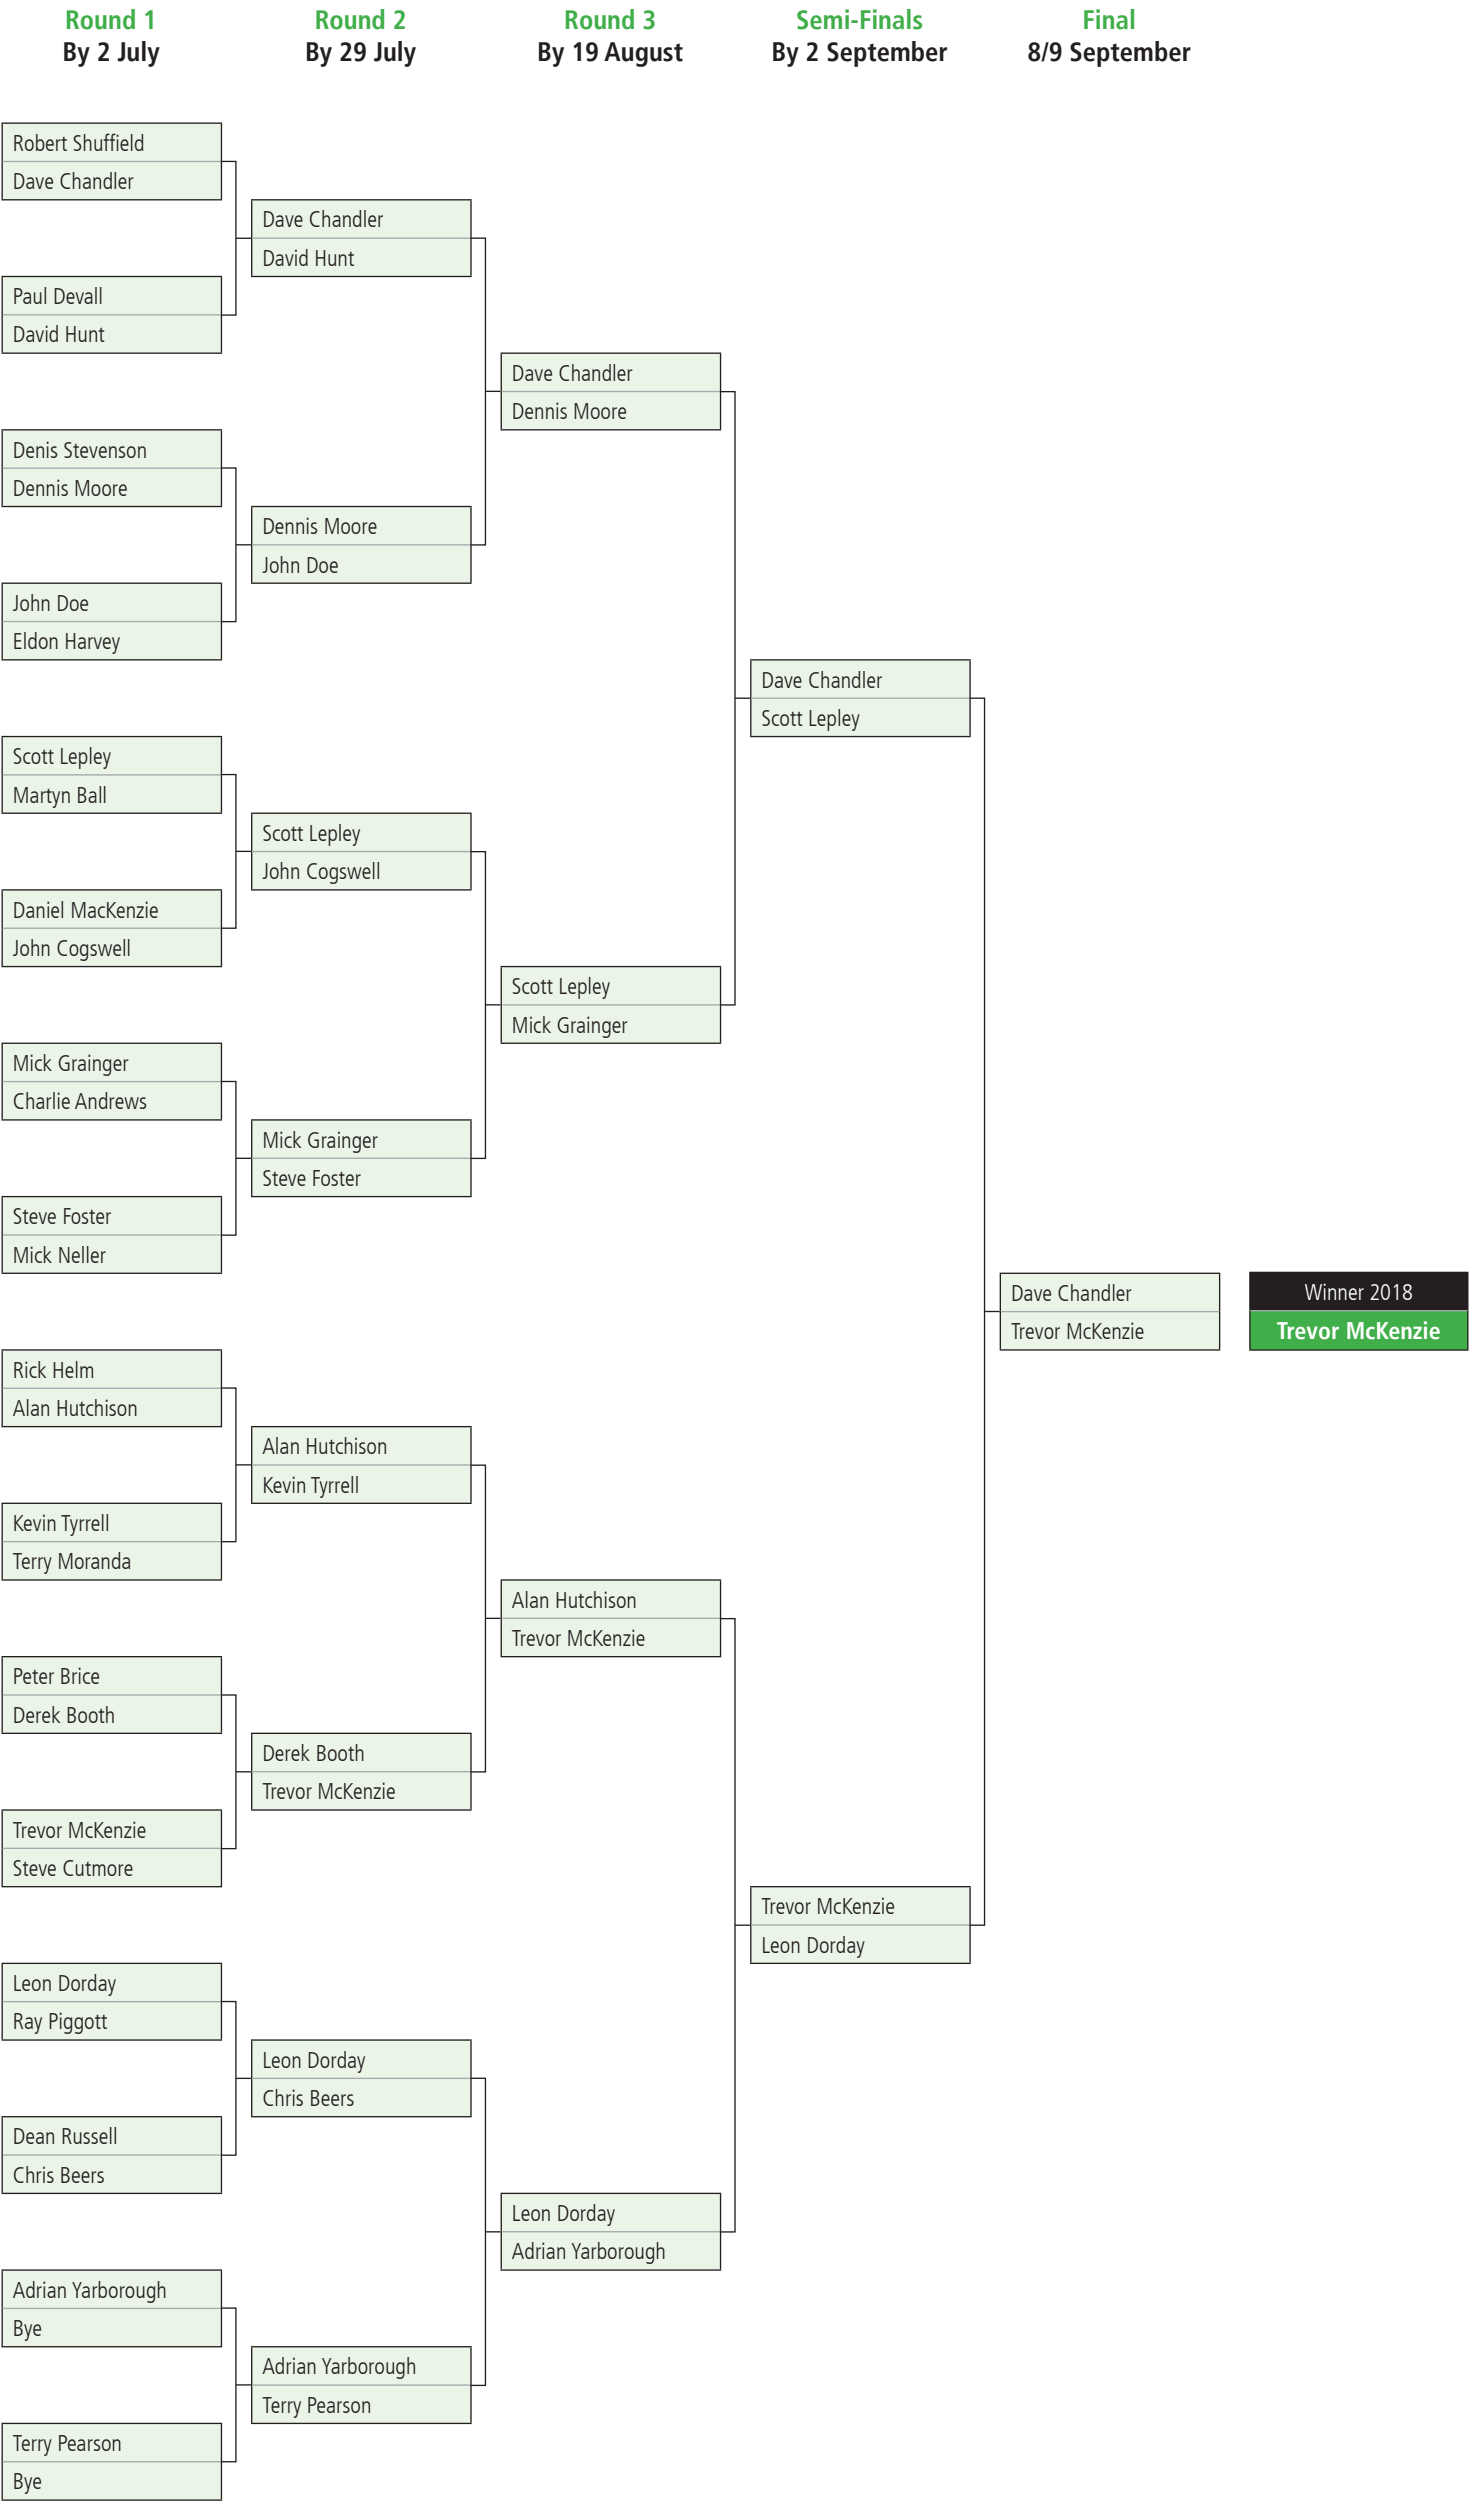 Round 1
By 2 July
Round 2
By 29 July
Round 3
By 19 August
Semi-Finals
By 2 September
Final
8/9 September
Robert Shuffield
Dave Chandler
Paul Devall
David Hunt
Denis Stevenson
Dennis Moore
John Doe
Eldon Harvey
Scott Lepley
Martyn Ball
Daniel MacKenzie
John Cogswell
Mick Grainger
Charlie Andrews
Steve Foster
Mick Neller
Rick Helm
Alan Hutchison
Kevin Tyrrell
Terry Moranda
Peter Brice
Derek Booth
Trevor McKenzie
Steve Cutmore
Leon Dorday
Ray Piggott
Dean Russell
Chris Beers
Adrian Yarborough
Bye
Terry Pearson
Bye
Dave Chandler
David Hunt
Dennis Moore
John Doe
Scott Lepley
John Cogswell
Mick Grainger
Steve Foster
Alan Hutchison
Kevin Tyrrell
Derek Booth
Trevor McKenzie
Leon Dorday
Chris Beers
Adrian Yarborough
Terry Pearson
Dave Chandler
Dennis Moore
Scott Lepley
Mick Grainger
Alan Hutchison
Trevor McKenzie
Leon Dorday
Adrian Yarborough
Dave Chandler
Scott Lepley
Trevor McKenzie
Leon Dorday
Dave Chandler
Trevor McKenzie
Winner 2018
Trevor McKenzie